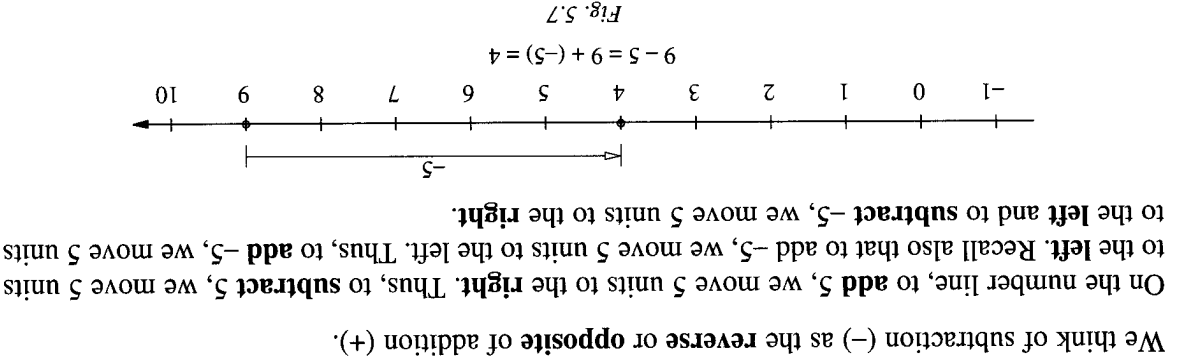 We think of subtraction (–) as the reverse or opposite of addition (+).
On the number line, to add 5, we move 5 units to the right. Thus, to subtract 5, we move 5 units
to the left. Recall also that to add –5, we move 5 units to the left. Thus, to add –5, we move 5 units
to the left and to subtract –5, we move 5 units to the right.
–5
–1 0 1 2 3 4 5 6 7 8 9 10
9 – 5 = 9 + (–5) = 4
Fig. 5.7